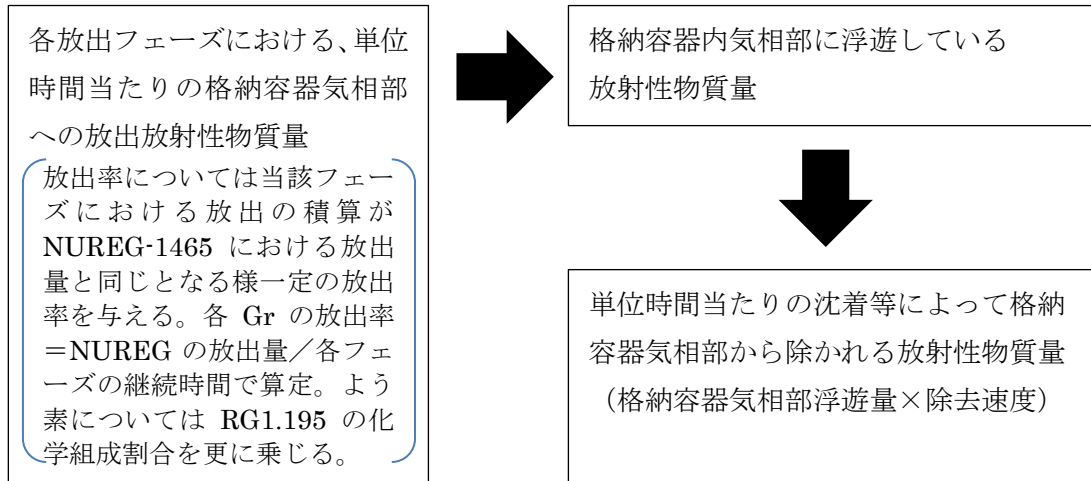 各放出フェーズにおける、単位
時間当たりの格納容器気相部
への放出放射性物質量
放出率については当該フェー
ズにおける放出の積算が
NUREG-1465 における放出
量と同じとなる様一定の放出
率を与える。各 Gr の放出率
＝NUREG の放出量／各フェ
ーズの継続時間で算定。よう
素については RG1.195 の化
学組成割合を更に乗じる。
格納容器内気相部に浮遊している
放射性物質量
単位時間当たりの沈着等によって格納
容器気相部から除かれる放射性物質量
（格納容器気相部浮遊量×除去速度）